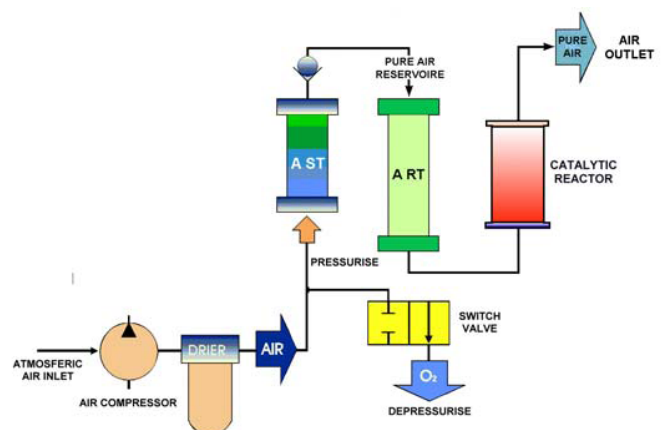 PURE
AIR
AIR
OUTLET
PURE AIR
RESERVOIRE
A ST
A RT
CATALYTIC
REACTOR
PRESSURISE
SWITCH
VALVE
DRIER
AIR
ATMOSFERIC
AIR INLET
AIR COMPRESSOR
O₂
DEPRESSURISE